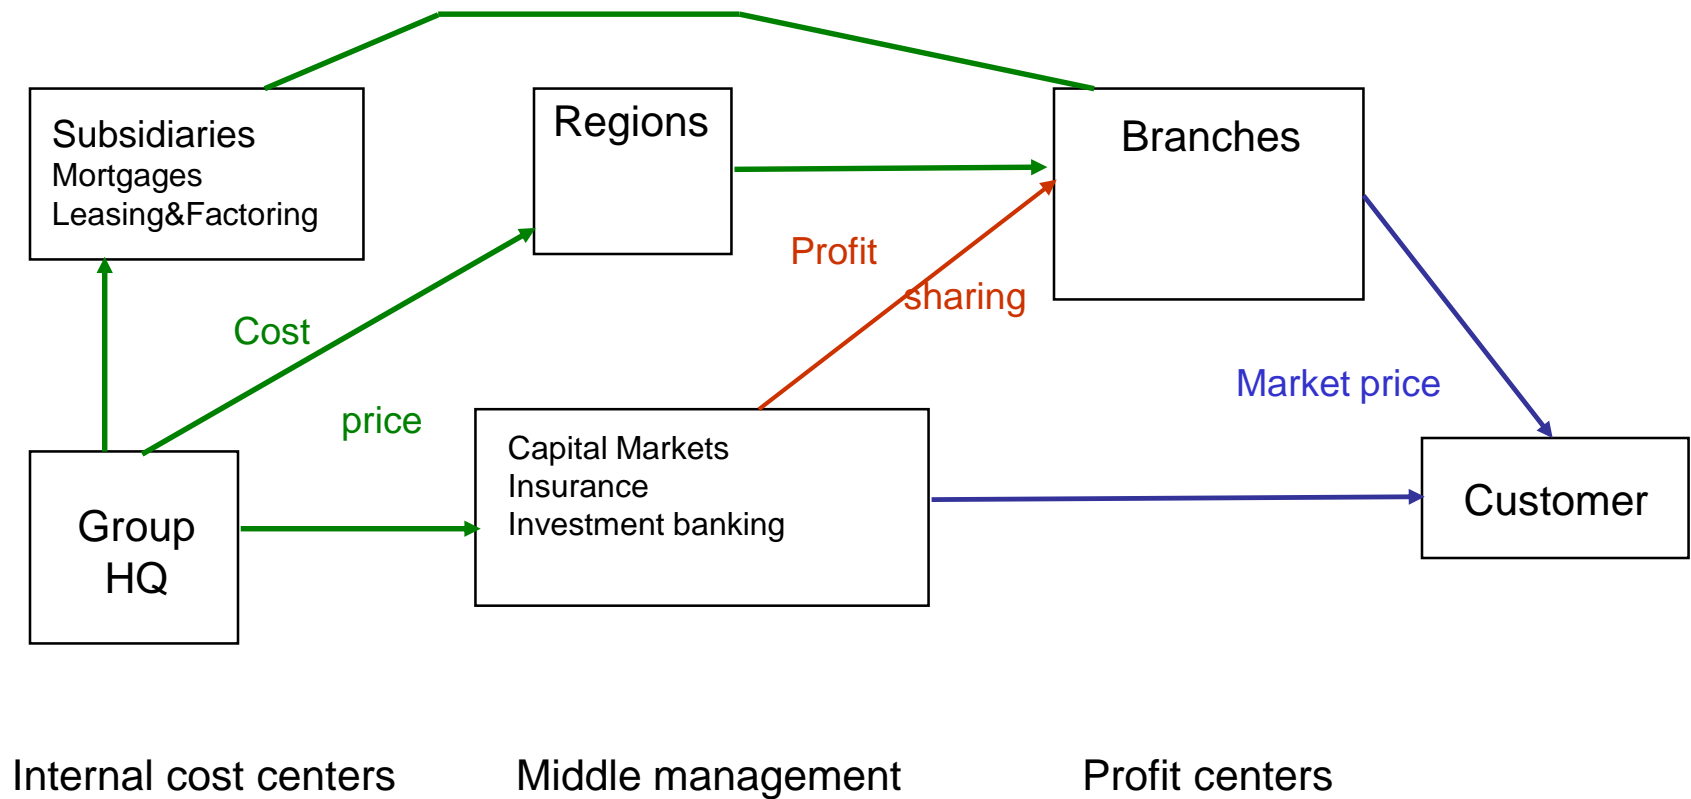 Subsidiaries
Mortgages
Leasing&Factoring
Regions
Branches
Profit
sharing
Cost
price
Market price
Capital Markets
Insurance
Investment banking
Group
HQ
Customer
Internal cost centers
Middle management
Profit centers